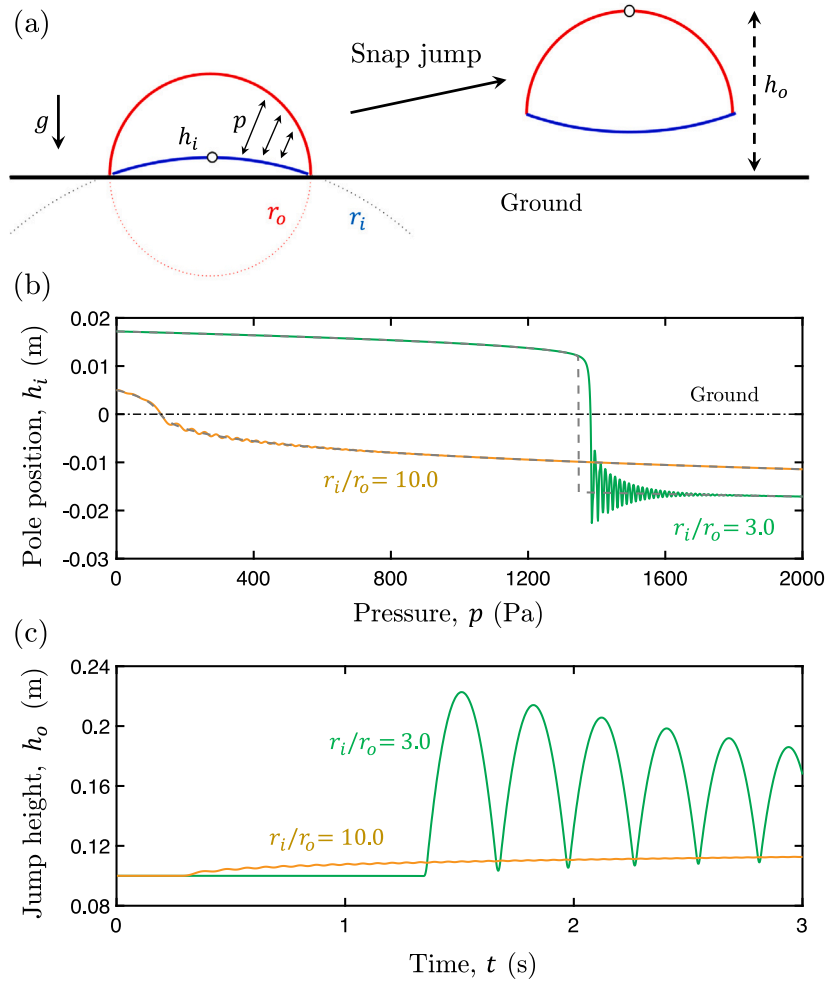 (a)
Snap jump
g
h_i
p
h_o
r_o
r_i
Ground
(b)
0.02
0.01
0
-0.01
-0.02
-0.03
Pole position, h_i (m)
Ground
r_i/r_o = 10.0
r_i/r_o = 3.0
0 400 800 1200 1600 2000
Pressure, p (Pa)
(c)
0.24
0.2
0.16
0.12
0.08
Jump height, h_o (m)
r_i/r_o = 3.0
r_i/r_o = 10.0
0 1 2 3
Time, t (s)